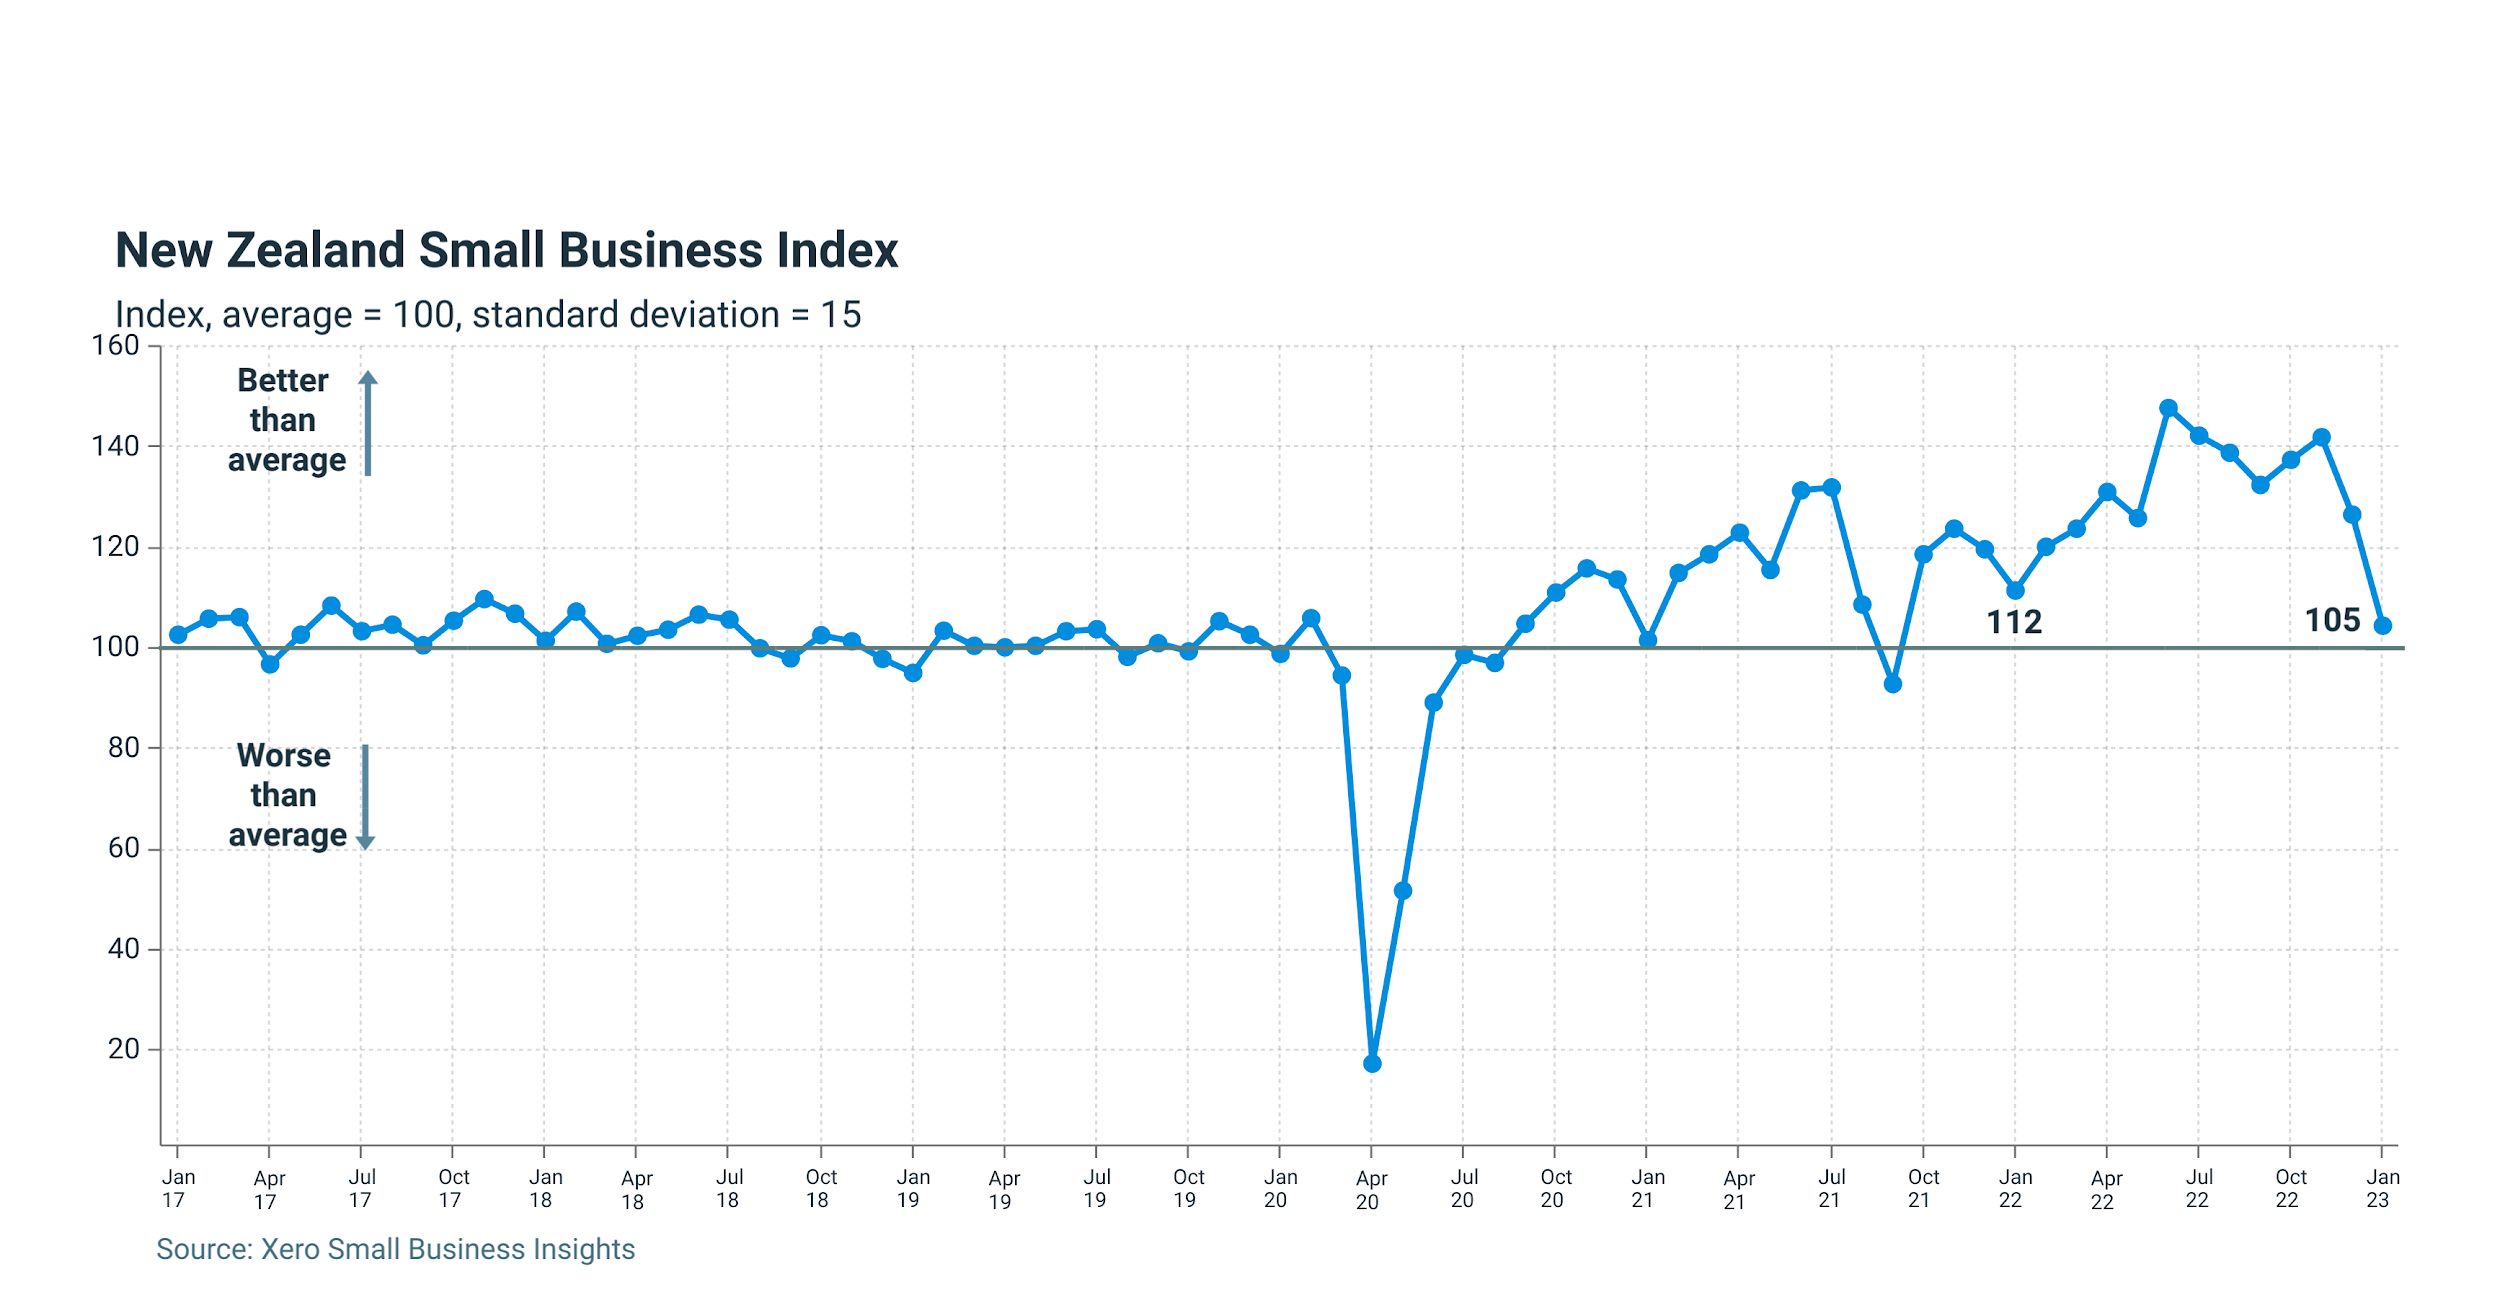 New Zealand Small Business Index
Index, average = 100, standard deviation = 15
160
140
120
100
80
60
40
20
Better
than
average
Worse
than
average
112
105
Jan 17
Apr 17
Jul 17
Oct 17
Jan 18
Apr 18
Jul 18
Oct 18
Jan 19
Apr 19
Jul 19
Oct 19
Jan 20
Apr 20
Jul 20
Oct 20
Jan 21
Apr 21
Jul 21
Oct 21
Jan 22
Apr 22
Jul 22
Oct 22
Jan 23
Source: Xero Small Business Insights